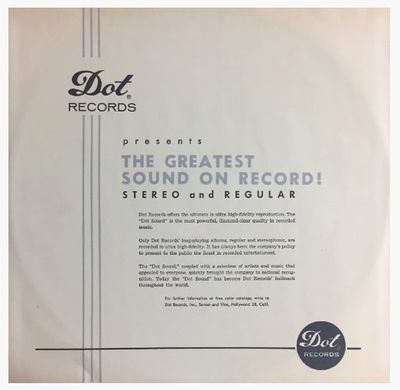 Dot
RECORDS
presents
THE GREATEST
SOUND ON RECORD!
STEREO and REGULAR
Dot Records offers the ultimate in ultra high-fidelity reproduction. The
"Dot Sound" is the most powerful, diamond-clear quality in recorded
music.
Only Dot Records' long-playing albums, regular and stereophonic, are
recorded in ultra high-fidelity. It has always been the company's policy
to present to the public the finest in recorded entertainment.
The "Dot Sound," coupled with a selection of artists and music that
appealed to everyone, quickly brought the company to national recog-
nition. Today the "Dot Sound" has become Dot Records' hallmark
throughout the world.
For further information or free color catalogs, write to
Dot Records, Inc., Sunset and Vine, Hollywood 28, Calif.
Dot
RECORDS